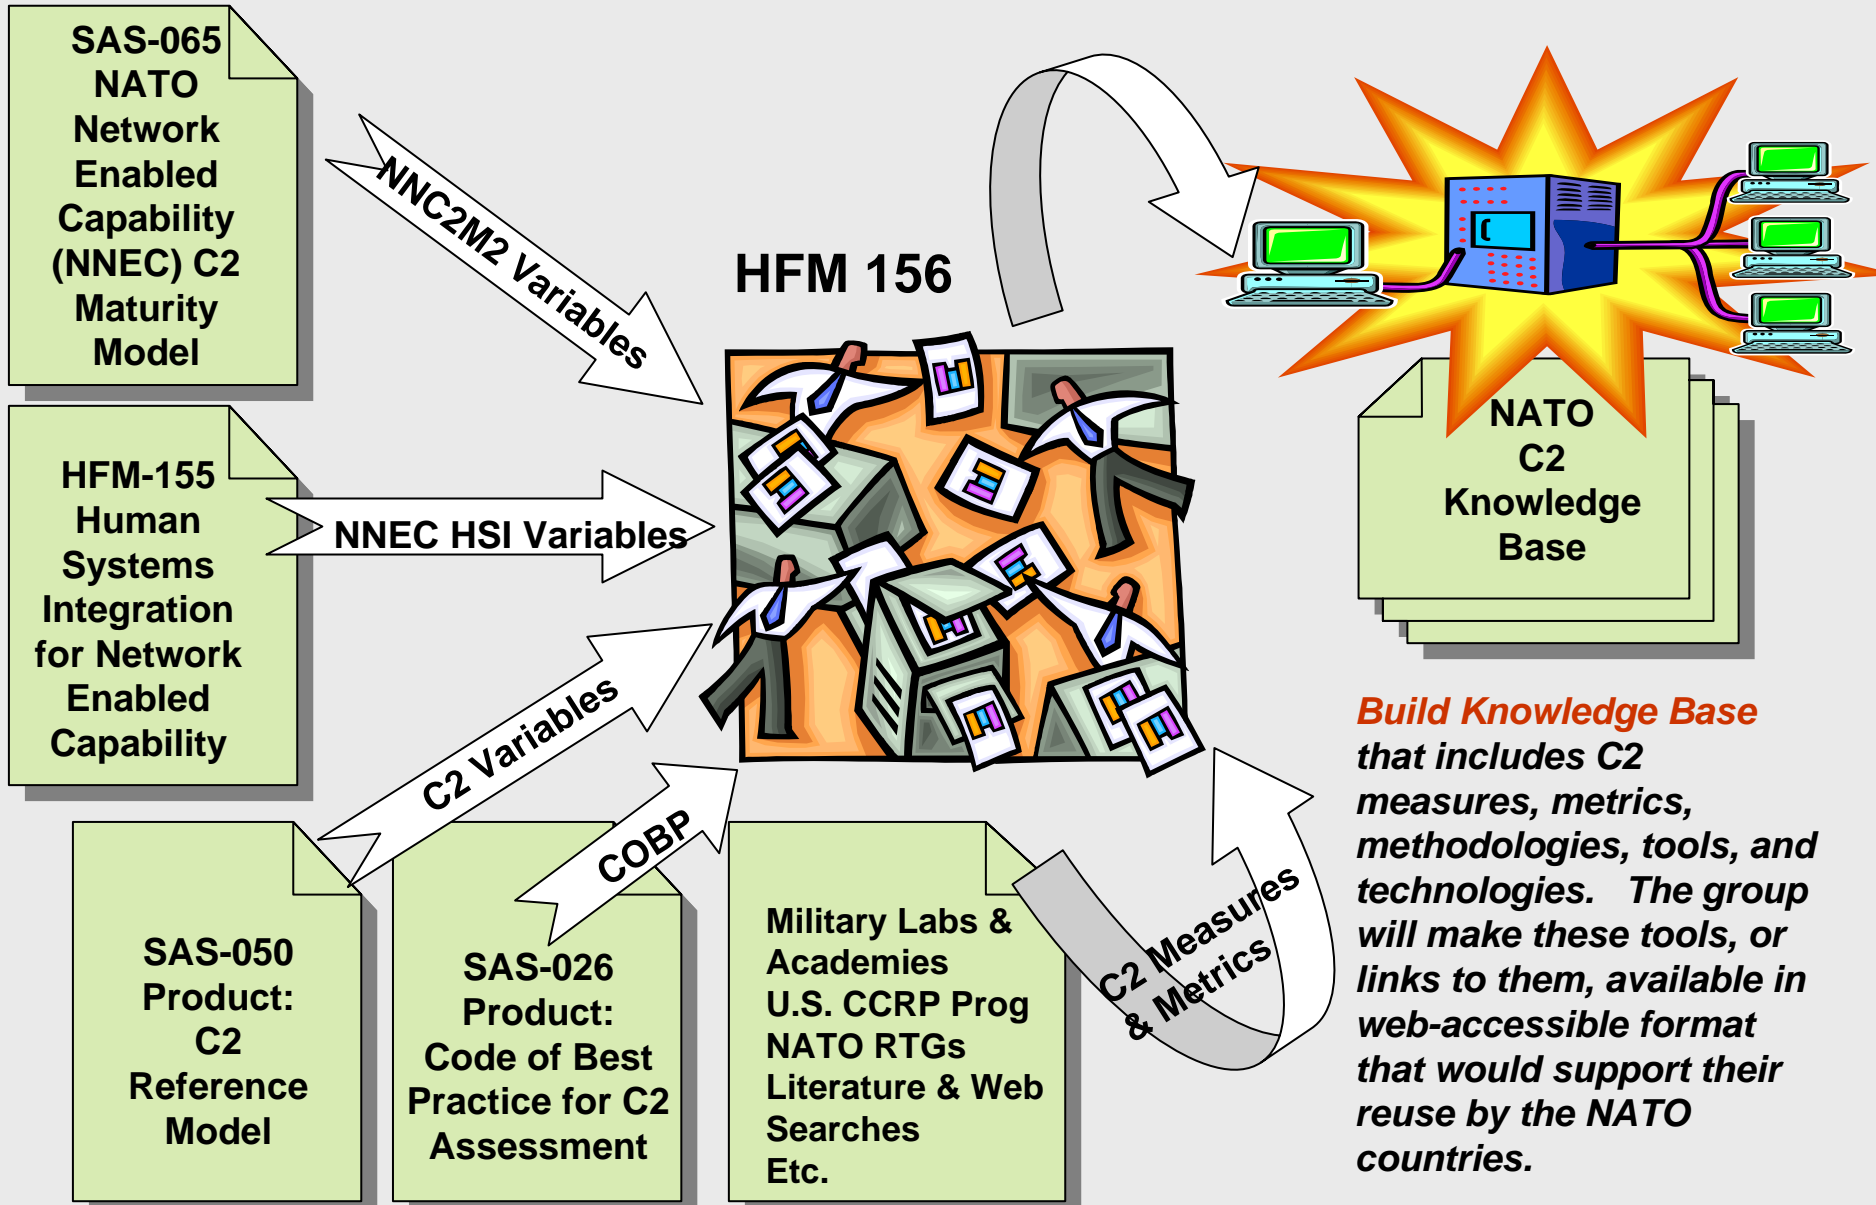 SAS-065
NATO
Network
Enabled
Capability
(NNEC) C2
Maturity
Model
NNC2M2 Variables
HFM-155
Human
Systems
Integration
for Network
Enabled
Capability
NNEC HSI Variables
SAS-050
Product:
C2
Reference
Model
C2 Variables
SAS-026
Product:
Code of Best
Practice for C2
Assessment
COBP
Military Labs &
Academies
U.S. CCRP Prog
NATO RTGs
Literature & Web
Searches
Etc.
C2 Measures
& Metrics
HFM 156
NATO
C2
Knowledge
Base
Build Knowledge Base
that includes C2
measures, metrics,
methodologies, tools, and
technologies.   The group
will make these tools, or
links to them, available in
web-accessible format
that would support their
reuse by the NATO
countries.